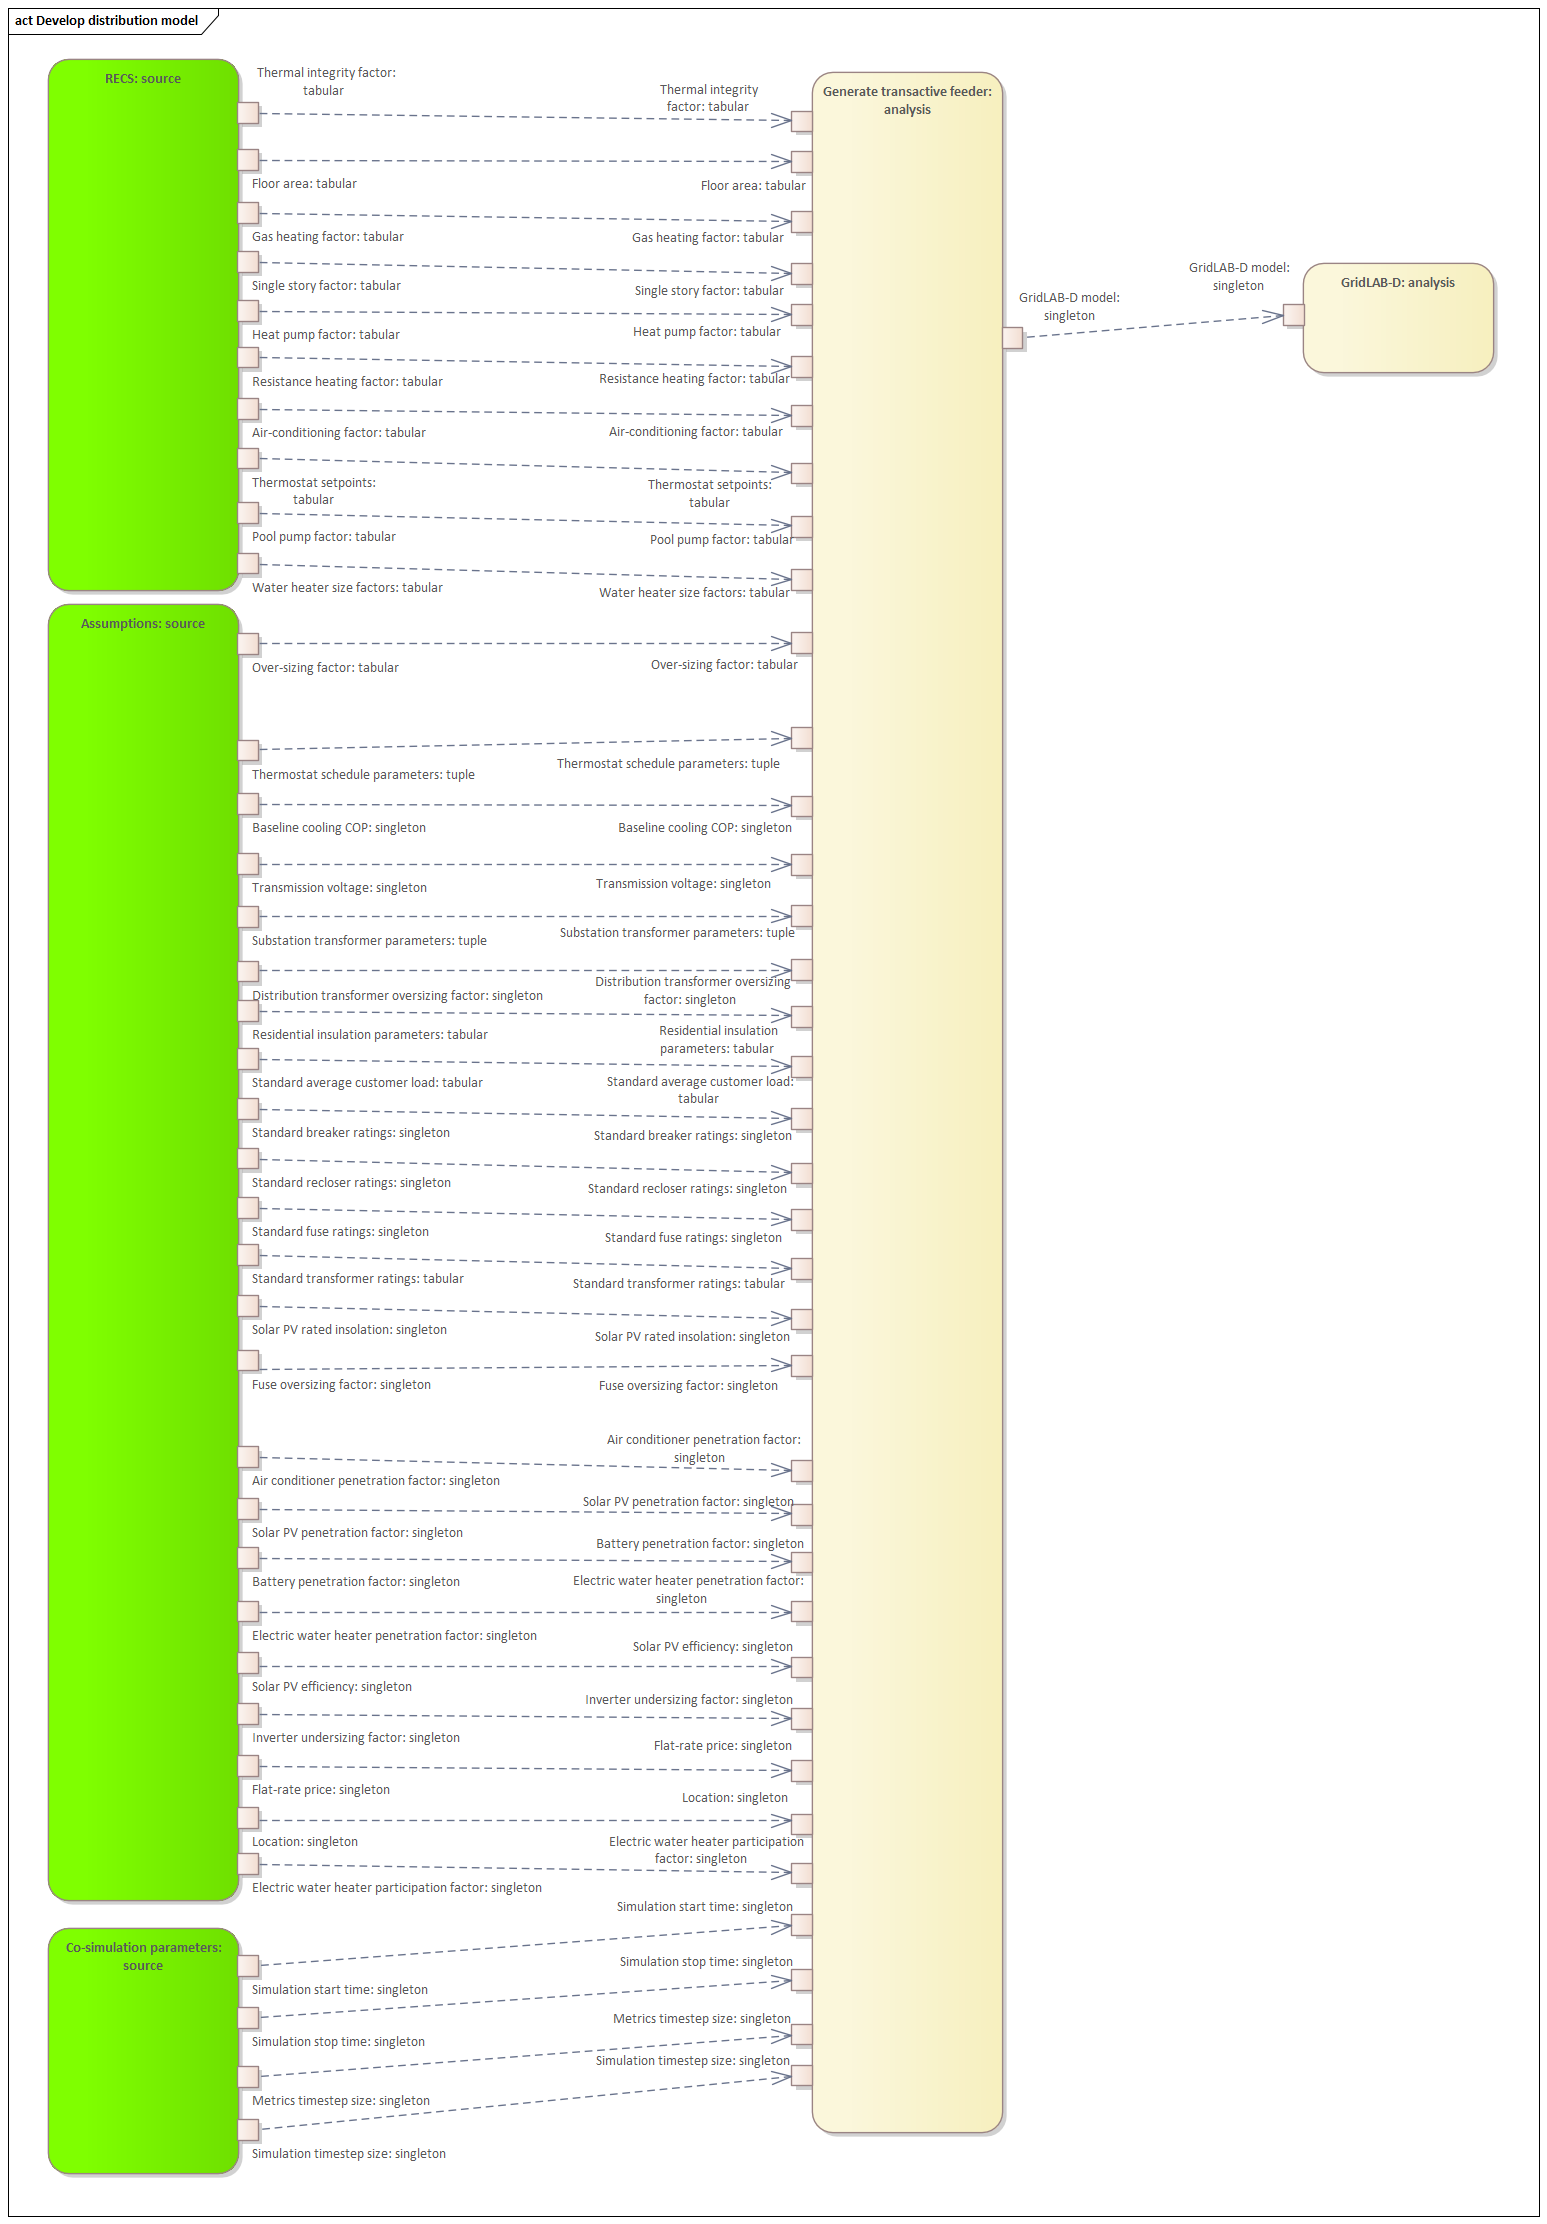 act Develop distribution model
RECS: source
Thermal integrity factor:
tabular
Floor area: tabular
Gas heating factor: tabular
Single story factor: tabular
Heat pump factor: tabular
Resistance heating factor: tabular
Air-conditioning factor: tabular
Thermostat setpoints:
tabular
Pool pump factor: tabular
Water heater size factors: tabular
Assumptions: source
Over-sizing factor: tabular
Thermostat schedule parameters: tuple
Baseline cooling COP: singleton
Transmission voltage: singleton
Substation transformer parameters: tuple
Distribution transformer oversizing factor: singleton
Residential insulation parameters: tabular
Standard average customer load: tabular
Standard breaker ratings: singleton
Standard recloser ratings: singleton
Standard fuse ratings: singleton
Standard transformer ratings: tabular
Solar PV rated insolation: singleton
Fuse oversizing factor: singleton
Air conditioner penetration factor: singleton
Solar PV penetration factor: singleton
Battery penetration factor: singleton
Electric water heater penetration factor: singleton
Solar PV efficiency: singleton
Inverter undersizing factor: singleton
Flat-rate price: singleton
Location: singleton
Electric water heater participation factor: singleton
Co-simulation parameters:
source
Simulation start time: singleton
Simulation stop time: singleton
Metrics timestep size: singleton
Simulation timestep size: singleton
Thermal integrity
factor: tabular
Floor area: tabular
Gas heating factor: tabular
Single story factor: tabular
Heat pump factor: tabular
Resistance heating factor: tabular
Air-conditioning factor: tabular
Thermostat setpoints:
tabular
Pool pump factor: tabular
Water heater size factors: tabular
Over-sizing factor: tabular
Thermostat schedule parameters: tuple
Baseline cooling COP: singleton
Transmission voltage: singleton
Substation transformer parameters: tuple
Distribution transformer oversizing
factor: singleton
Residential insulation
parameters: tabular
Standard average customer load:
tabular
Standard breaker ratings: singleton
Standard recloser ratings: singleton
Standard fuse ratings: singleton
Standard transformer ratings: tabular
Solar PV rated insolation: singleton
Fuse oversizing factor: singleton
Air conditioner penetration factor:
singleton
Solar PV penetration factor: singleton
Battery penetration factor: singleton
Electric water heater penetration factor:
singleton
Solar PV efficiency: singleton
Inverter undersizing factor: singleton
Flat-rate price: singleton
Location: singleton
Electric water heater participation
factor: singleton
Simulation start time: singleton
Simulation stop time: singleton
Metrics timestep size: singleton
Simulation timestep size: singleton
Generate transactive feeder:
analysis
GridLAB-D model:
singleton
GridLAB-D model:
singleton
GridLAB-D: analysis